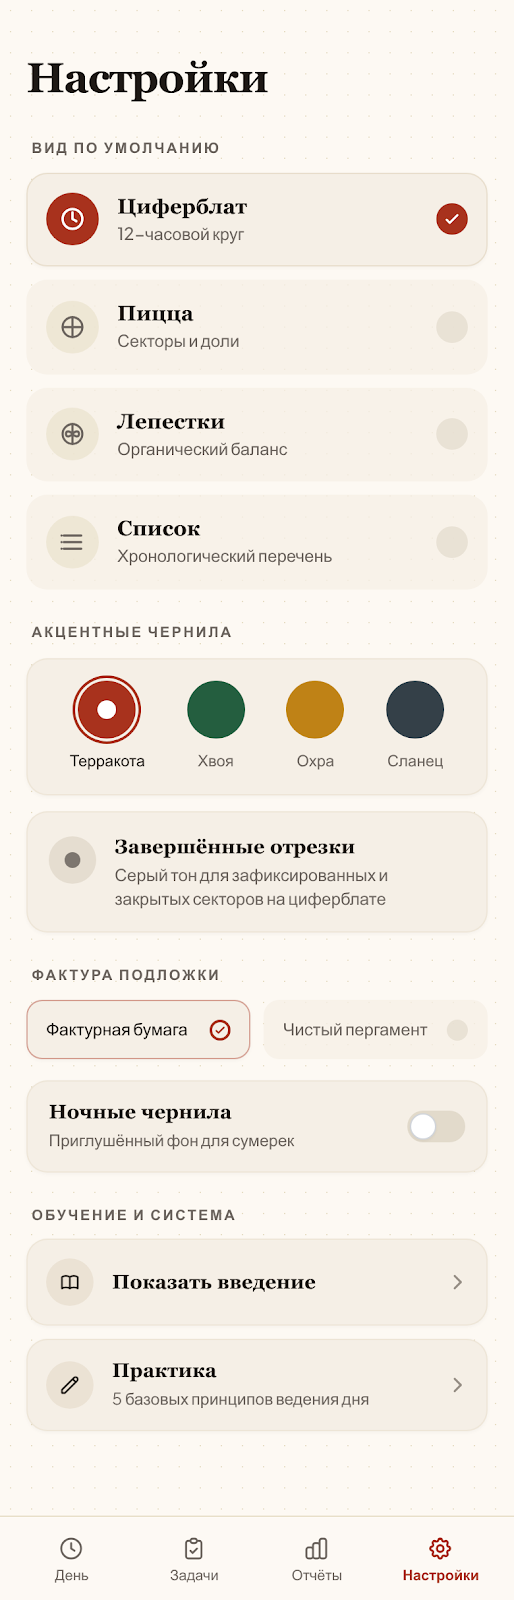 Настройки
ВИД ПО УМОЛЧАНИЮ
Циферблат
12–часовой круг
Пицца
Секторы и доли
Лепестки
Органический баланс
Список
Хронологический перечень
АКЦЕНТНЫЕ ЧЕРНИЛА
Терракота Хвоя Охра Сланец
Завершённые отрезки
Серый тон для зафиксированных и
закрытых секторов на циферблате
ФАКТУРА ПОДЛОЖКИ
Фактурная бумага Чистый пергамент
Ночные чернила
Приглушённый фон для сумерек
ОБУЧЕНИЕ И СИСТЕМА
Показать введение
Практика
5 базовых принципов ведения дня
День Задачи Отчёты Настройки